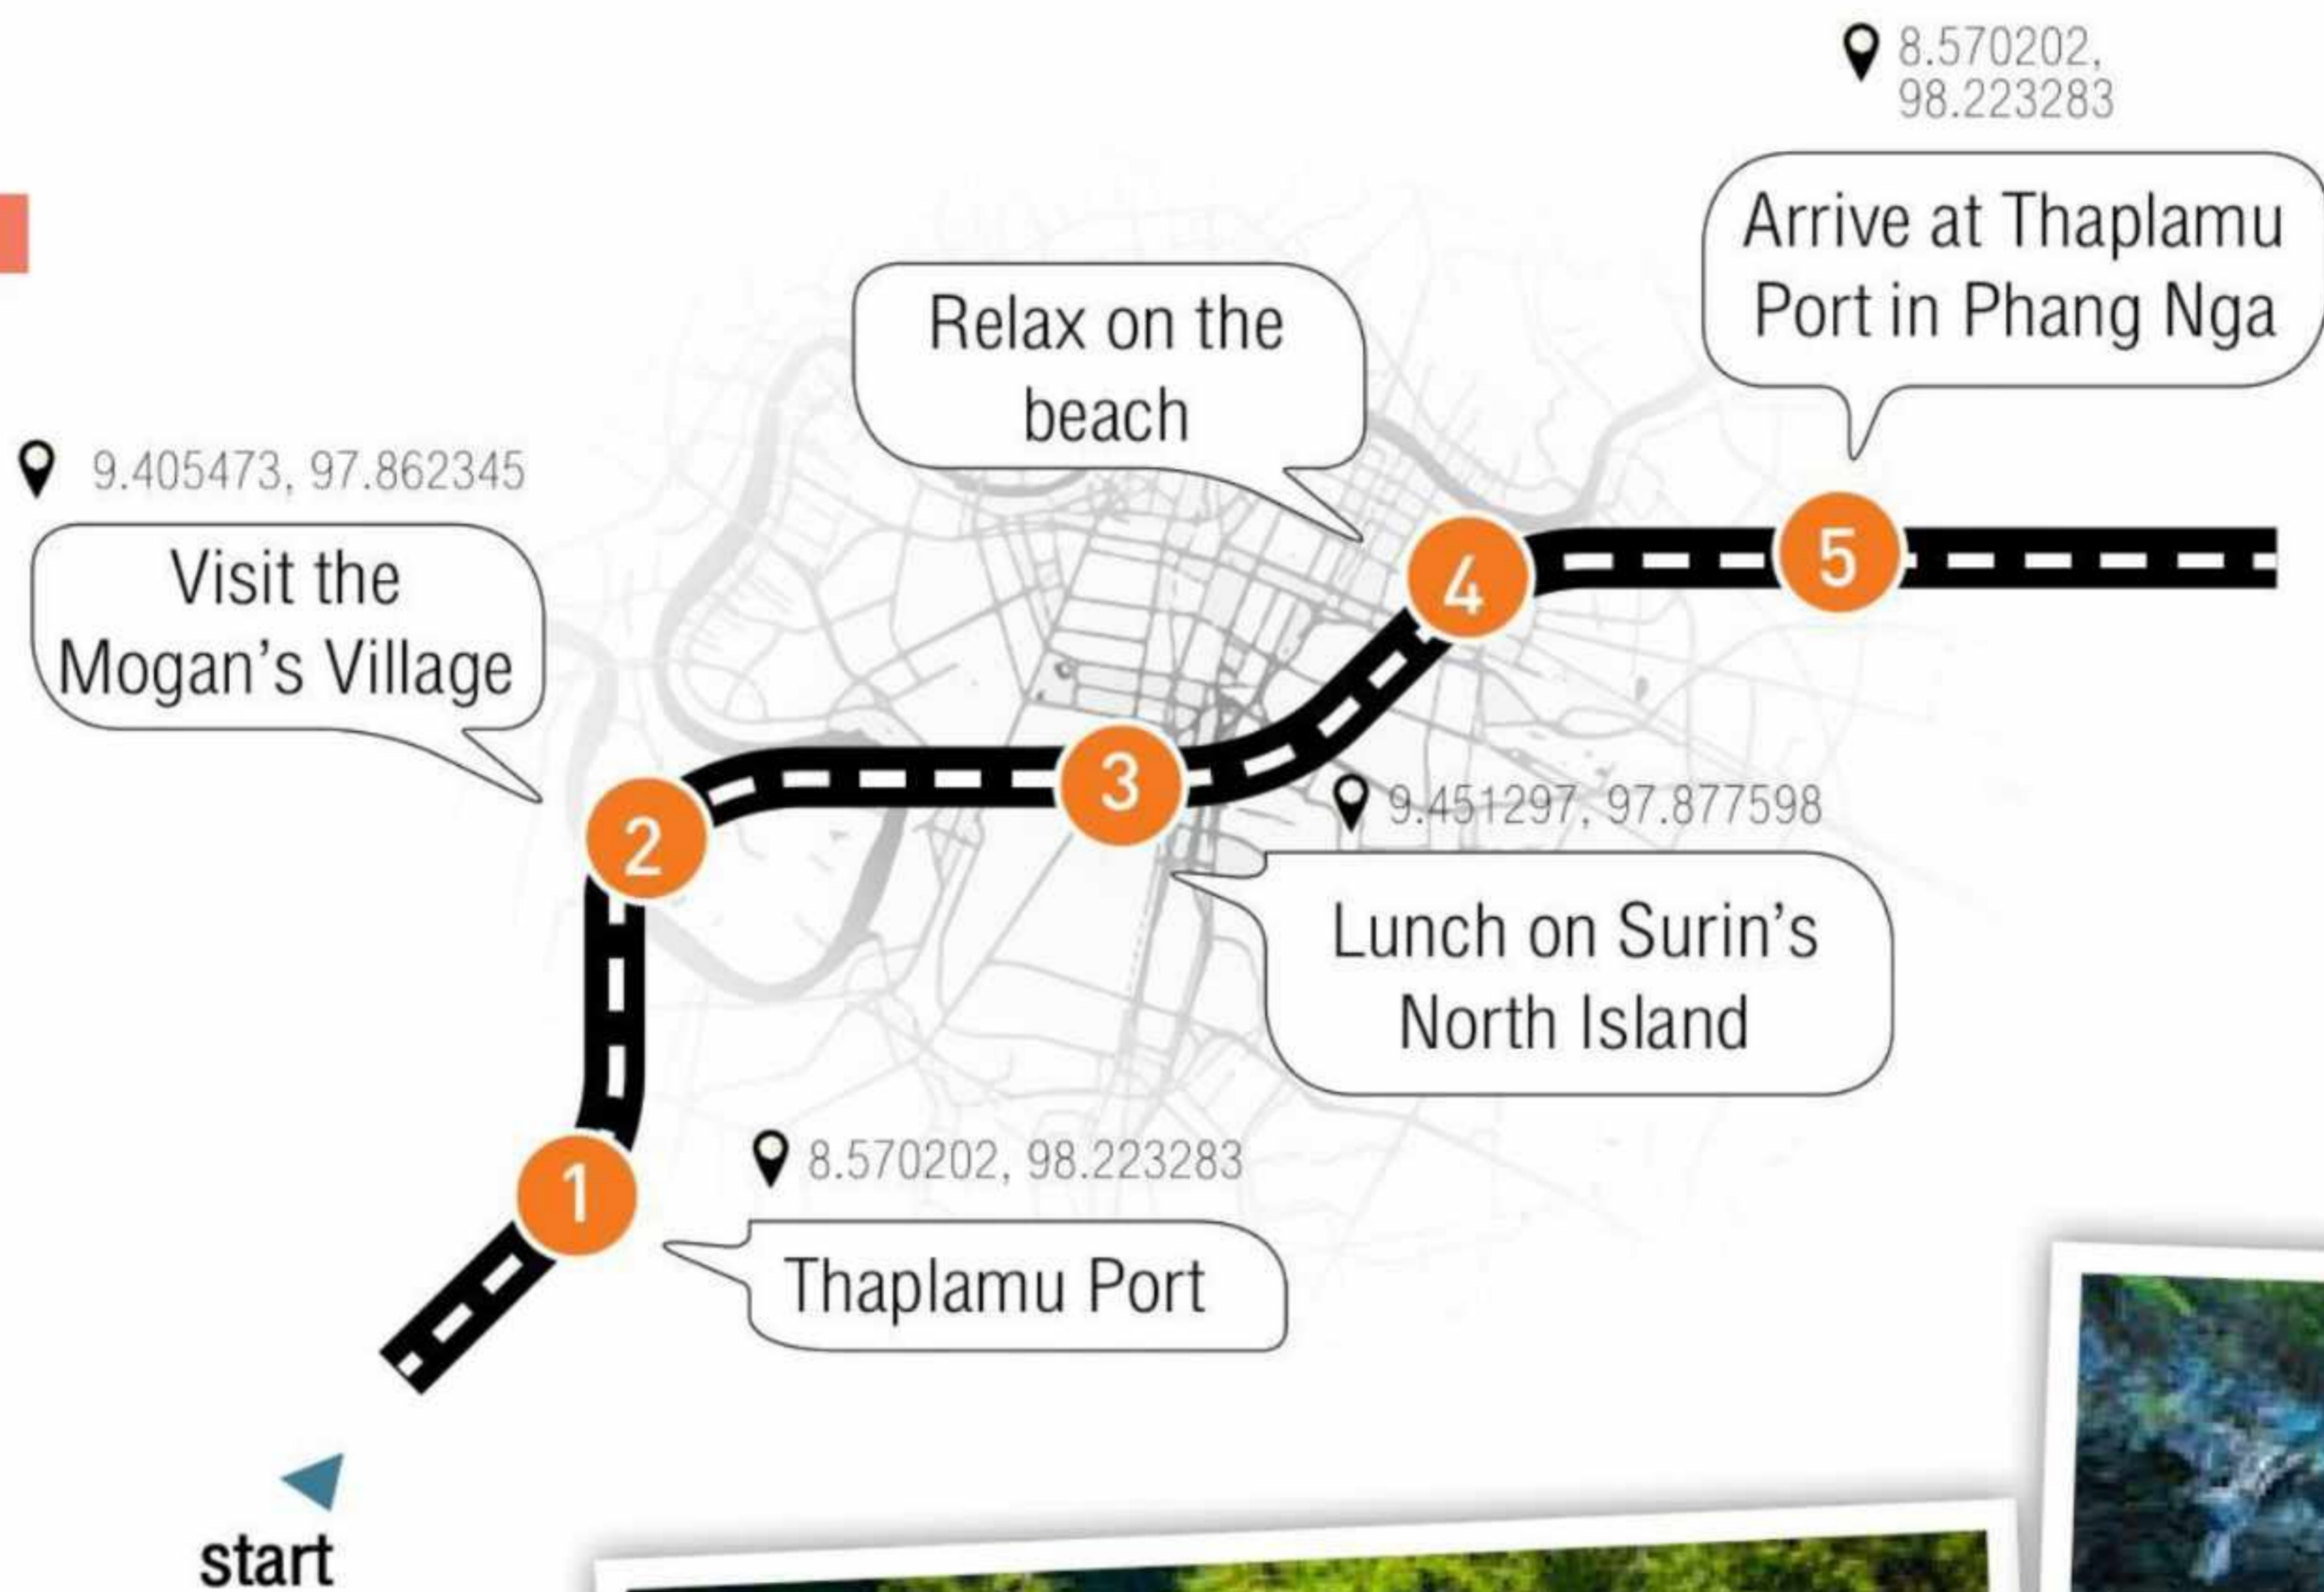 8.570202,
98.223283
Arrive at Thaplamu
Port in Phang Nga
Relax on the
beach
9.405473, 97.862345
Visit the
Mogan's Village
5
4
3
2
9.451297, 97.877598
Lunch on Surin's
North Island
1
8.570202, 98.223283
Thaplamu Port
start